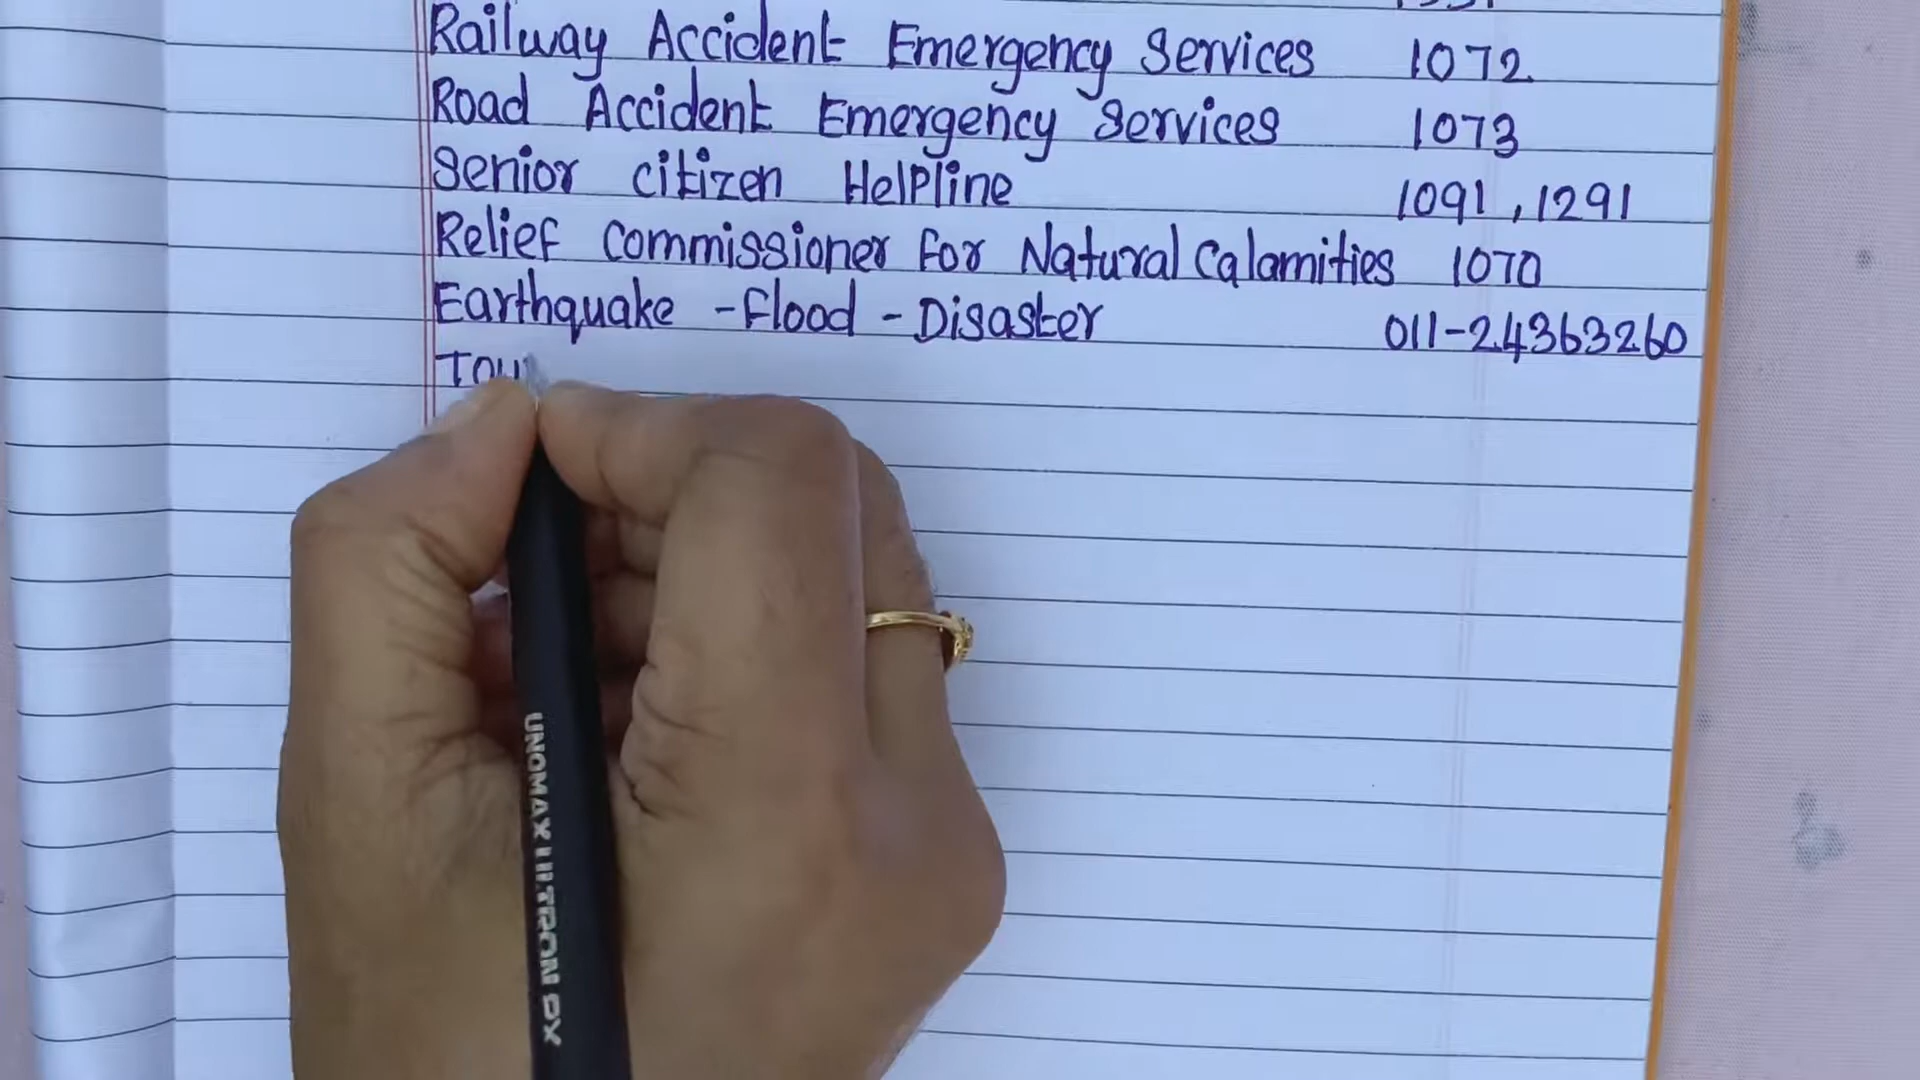 Railway Accident Emergency Services 1072
Road Accident Emergency Services 1073
Senior citizen Helpline 1091, 1291
Relief Commissioner for Natural Calamities 1070
Earthquake - Flood - Disaster 011-24363260
UNOMAX ULTRON DX